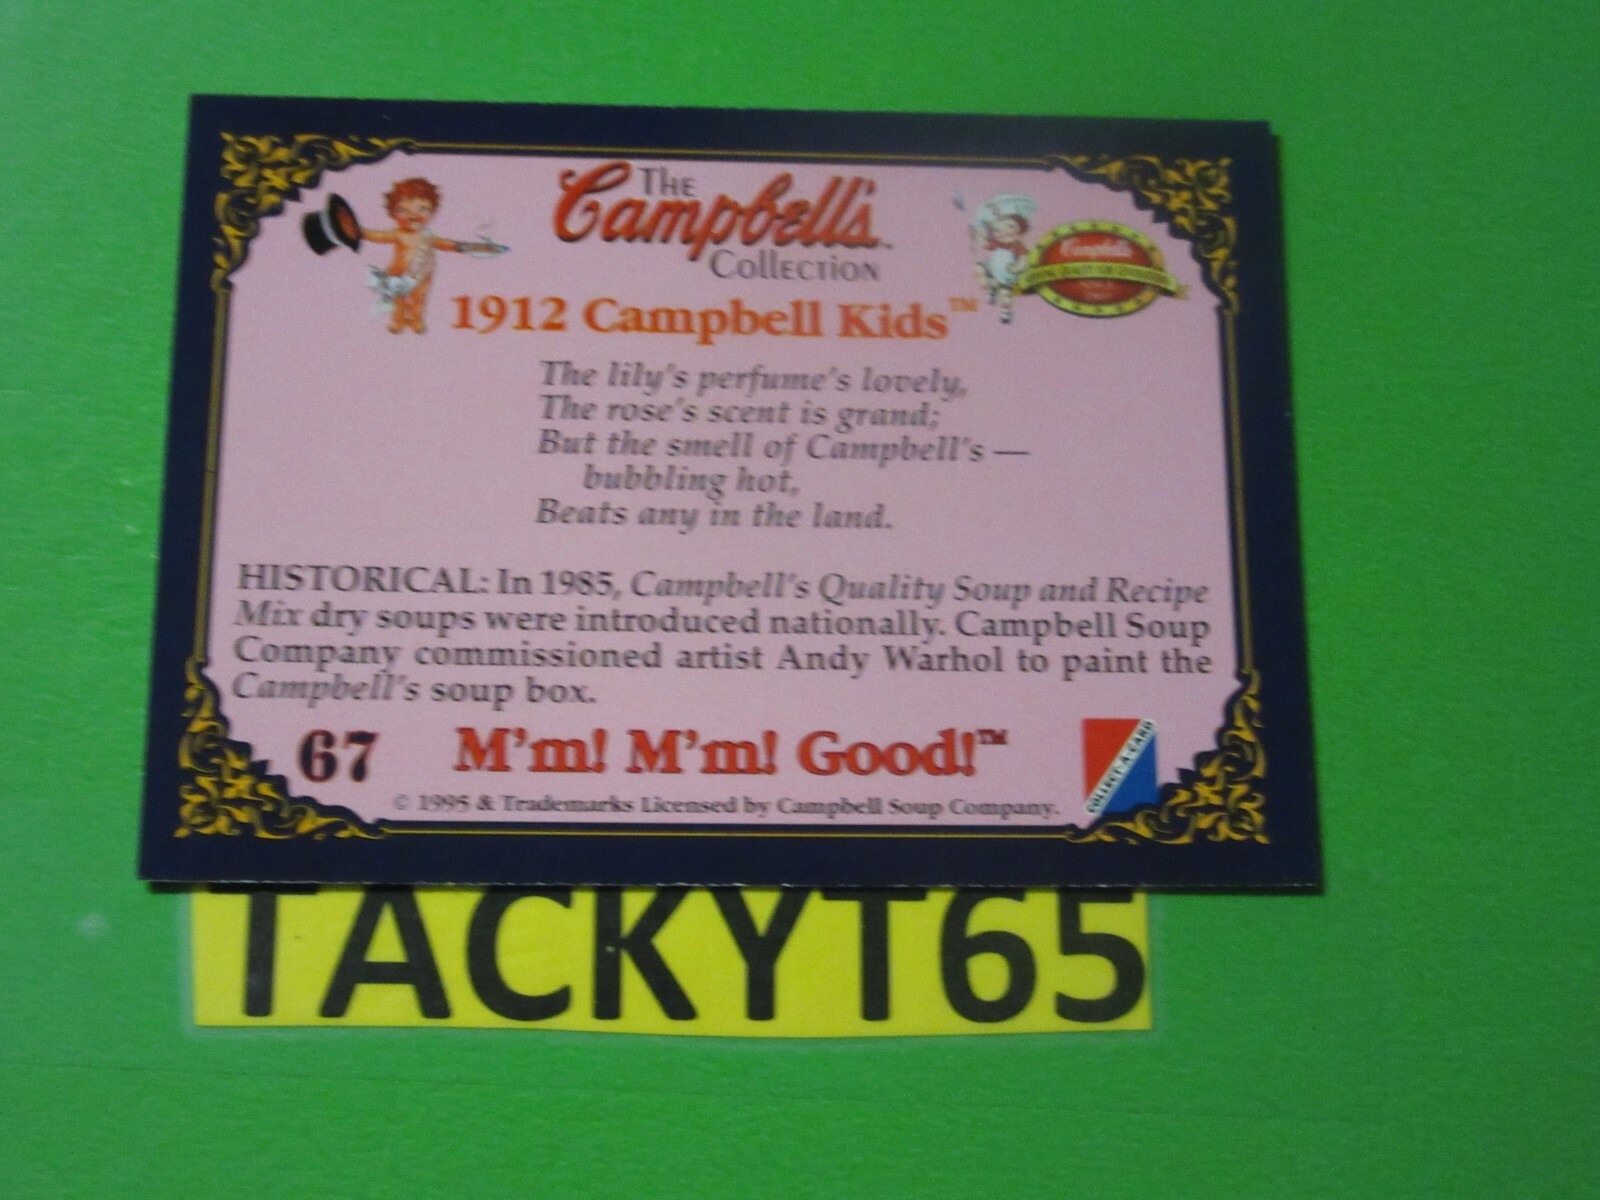 THE
Campbell's
COLLECTION
Campbell's
1912 Campbell Kids™
The lily's perfume's lovely,
The rose's scent is grand;
But the smell of Campbell's —
bubbling hot,
Beats any in the land.
HISTORICAL: In 1985, Campbell's Quality Soup and Recipe
Mix dry soups were introduced nationally. Campbell Soup
Company commissioned artist Andy Warhol to paint the
Campbell's soup box.
67
M'm! M'm! Good!™
COLLECT-A-CARD
© 1995 & Trademarks Licensed by Campbell Soup Company.
TACKYT65